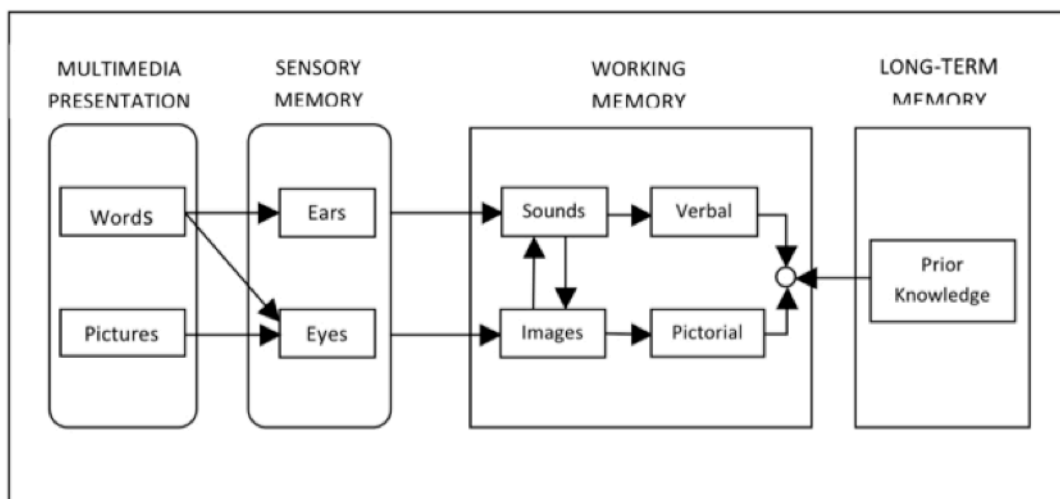 MULTIMEDIA
PRESENTATION
SENSORY
MEMORY
WORKING
MEMORY
LONG-TERM
MEMORY
Words
Ears
Sounds
Verbal
Prior
Knowledge
Pictures
Eyes
Images
Pictorial